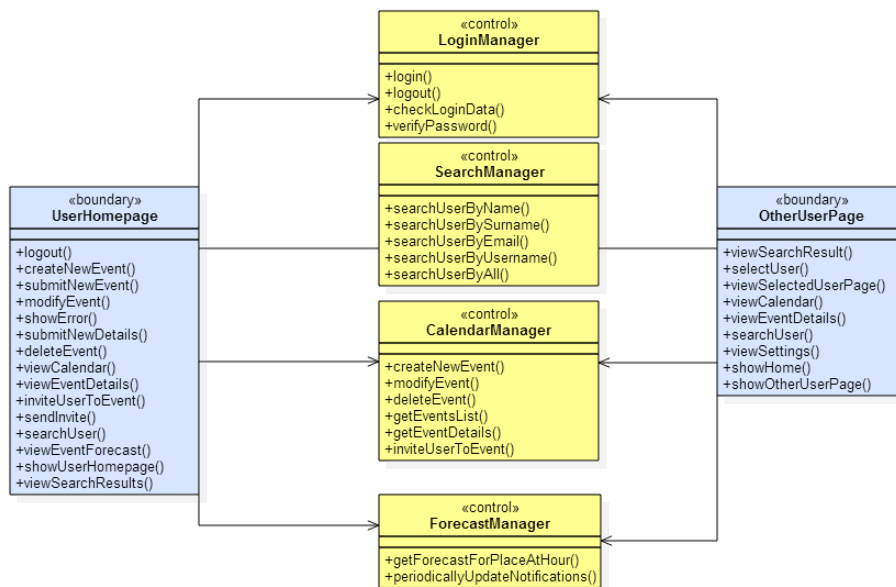 «control»
LoginManager
+login()
+logout()
+checkLoginData()
+verifyPassword()
«control»
SearchManager
+searchUserByName()
+searchUserBySurname()
+searchUserByEmail()
+searchUserByUsername()
+searchUserByAll()
«boundary»
UserHomepage
+logout()
+createNewEvent()
+submitNewEvent()
+modifyEvent()
+showError()
+submitNewDetails()
+deleteEvent()
+viewCalendar()
+viewEventDetails()
+inviteUserToEvent()
+sendInvite()
+searchUser()
+viewEventForecast()
+showUserHomepage()
+viewSearchResults()
«boundary»
OtherUserPage
+viewSearchResult()
+selectUser()
+viewSelectedUserPage()
+viewCalendar()
+viewEventDetails()
+searchUser()
+viewSettings()
+showHome()
+showOtherUserPage()
«control»
CalendarManager
+createNewEvent()
+modifyEvent()
+deleteEvent()
+getEventsList()
+getEventDetails()
+inviteUserToEvent()
«control»
ForecastManager
+getForecastForPlaceAtHour()
+periodicallyUpdateNotifications()